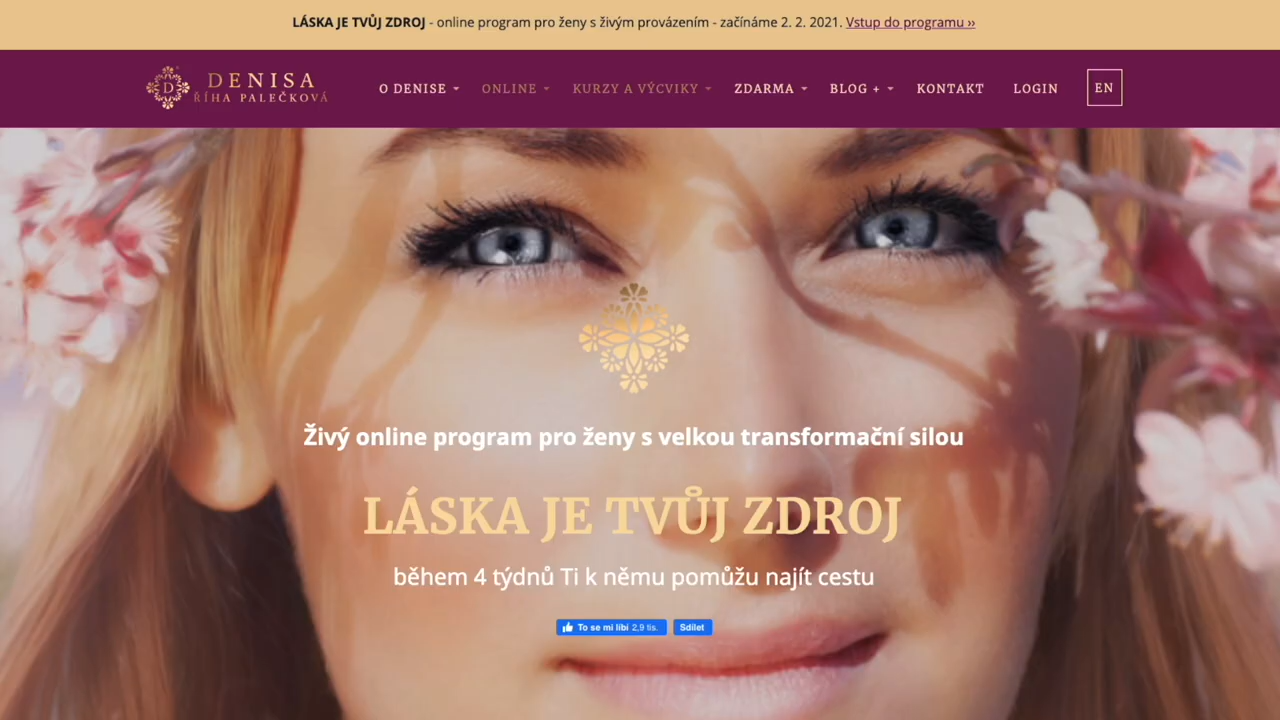 LÁSKA JE TVŮJ ZDROJ - online program pro ženy s živým provázením - začínáme 2. 2. 2021. Vstup do programu ››
D DENISA
ŘÍHA PALEČKOVÁ
O DENISE ONLINE KURZY A VÝCVIKY ZDARMA BLOG + KONTAKT LOGIN EN
Živý online program pro ženy s velkou transformační silou
LÁSKA JE TVŮJ ZDROJ
během 4 týdnů Ti k němu pomůžu najít cestu
To se mi líbí 2,9 tis. Sdílet